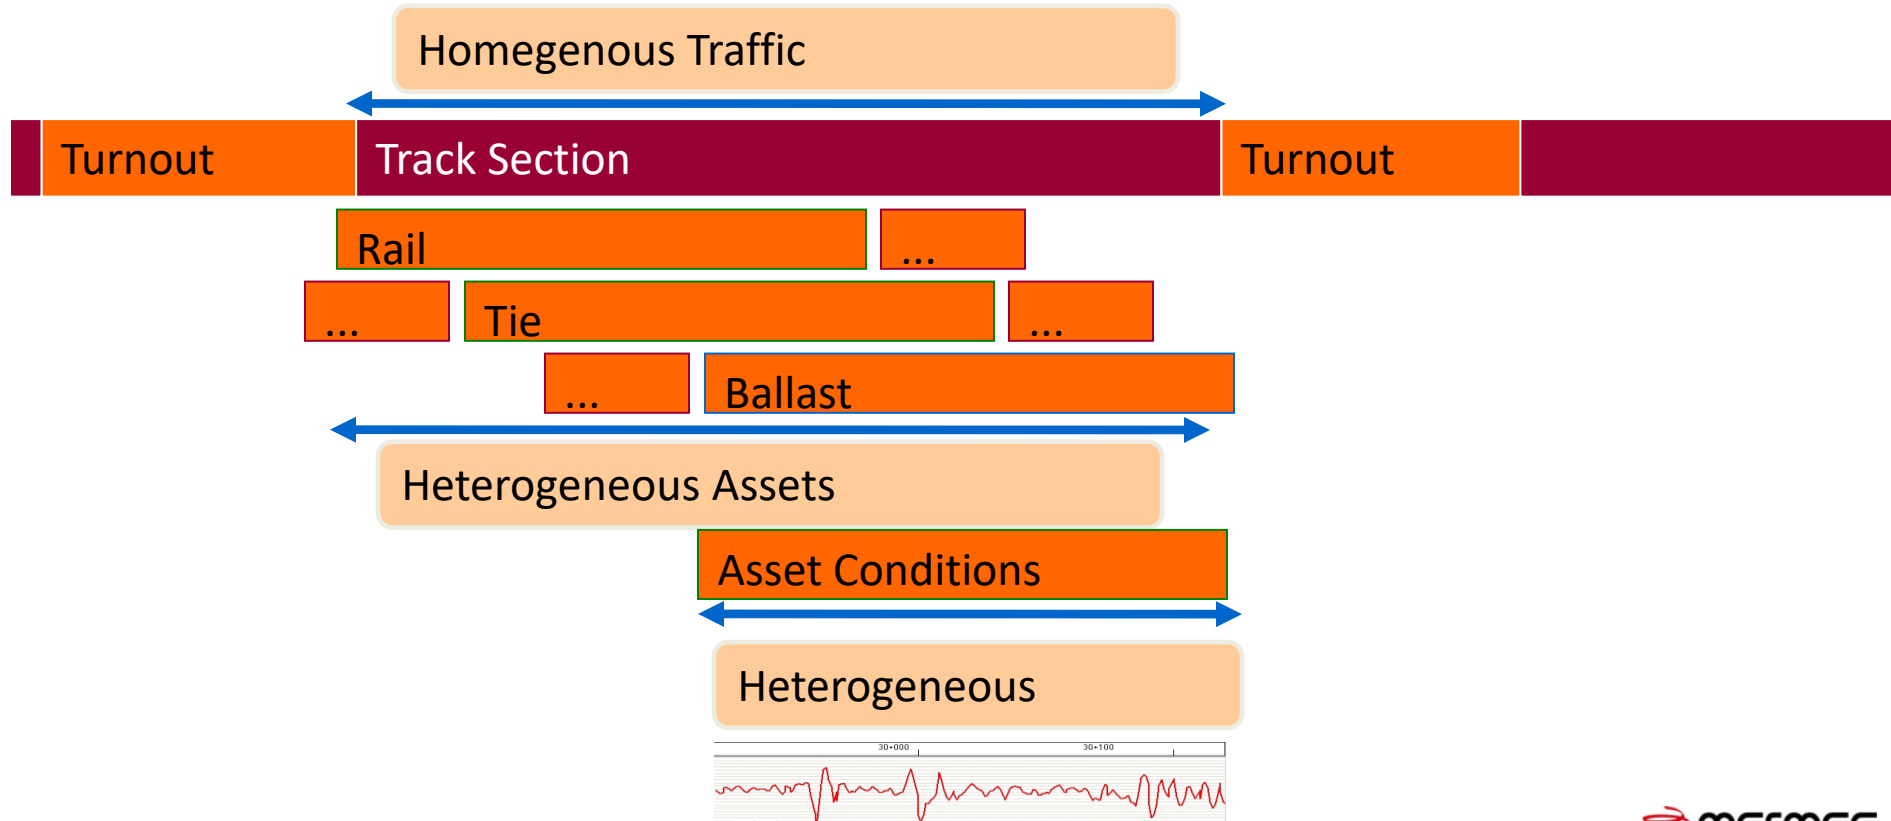 Homegenous Traffic
Turnout Track Section Turnout
Rail ...
... Tie ...
... Ballast
Heterogeneous Assets
Asset Conditions
Heterogeneous
30+000 30+100